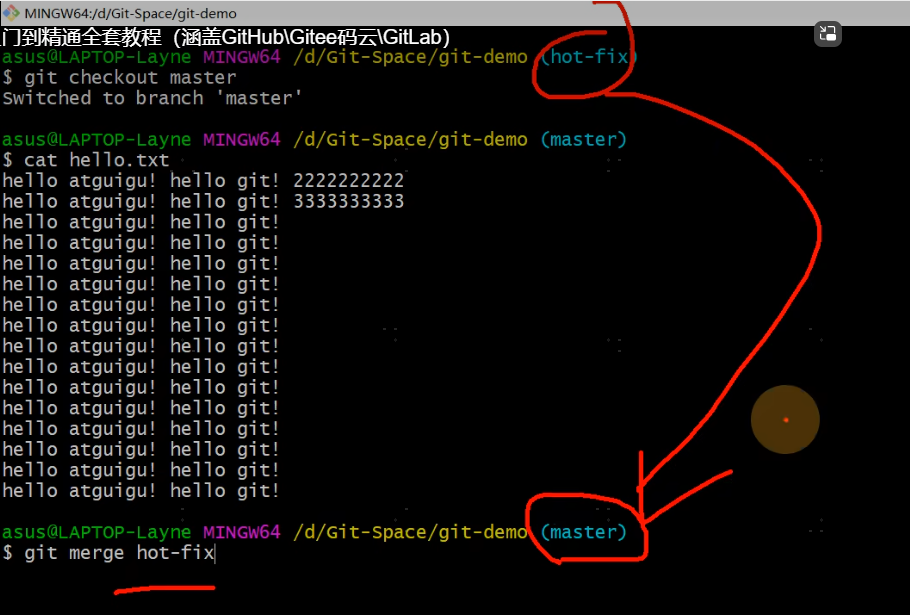 MINGW64:/d/Git-Space/git-demo
门到精通全套教程（涵盖GitHub\Gitee码云\GitLab）
asus@LAPTOP-Layne MINGW64 /d/Git-Space/git-demo (hot-fix)
$ git checkout master
Switched to branch 'master'
asus@LAPTOP-Layne MINGW64 /d/Git-Space/git-demo (master)
$ cat hello.txt
hello atguigu! hello git! 2222222222
hello atguigu! hello git! 3333333333
hello atguigu! hello git!
hello atguigu! hello git!
hello atguigu! hello git!
hello atguigu! hello git!
hello atguigu! hello git!
hello atguigu! hello git!
hello atguigu! hello git!
hello atguigu! hello git!
hello atguigu! hello git!
hello atguigu! hello git!
hello atguigu! hello git!
hello atguigu! hello git!
hello atguigu! hello git!
hello atguigu! hello git!
asus@LAPTOP-Layne MINGW64 /d/Git-Space/git-demo (master)
$ git merge hot-fix